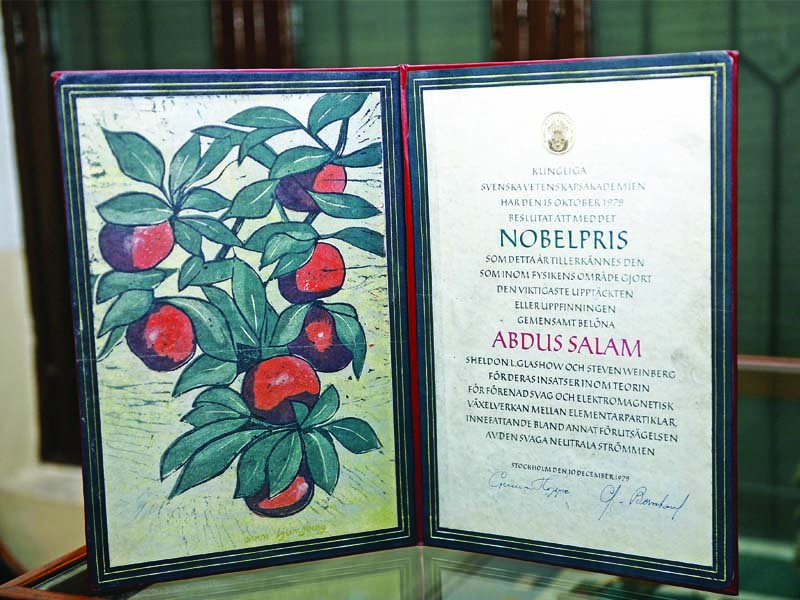 KUNGLIGA
SVENSKA VETENSKAPSAKADEMIEN
HAR DEN 15 OKTOBER 1979
BESLUTAT ATT MED DET
NOBELPRIS
SOM DETTA ÅR TILLERKÄNNES DEN
SOM INOM FYSIKENS OMRÅDE GJORT
DEN VIKTIGASTE UPPTÄCKTEN
ELLER UPPFINNINGEN
GEMENSAMT BELÖNA
ABDUS SALAM
SHELDON L. GLASHOW OCH STEVEN WEINBERG
FÖR DERAS INSATSER INOM TEORIN
FÖR FÖRENAD SVAG OCH ELEKTROMAGNETISK
VÄXELVERKAN MELLAN ELEMENTARPARTIKLAR,
INNEFATTANDE BLAND ANNAT FÖRUTSÄGELSEN
AV DEN SVAGA NEUTRALA STRÖMMEN
STOCKHOLM DEN 10 DECEMBER 1979